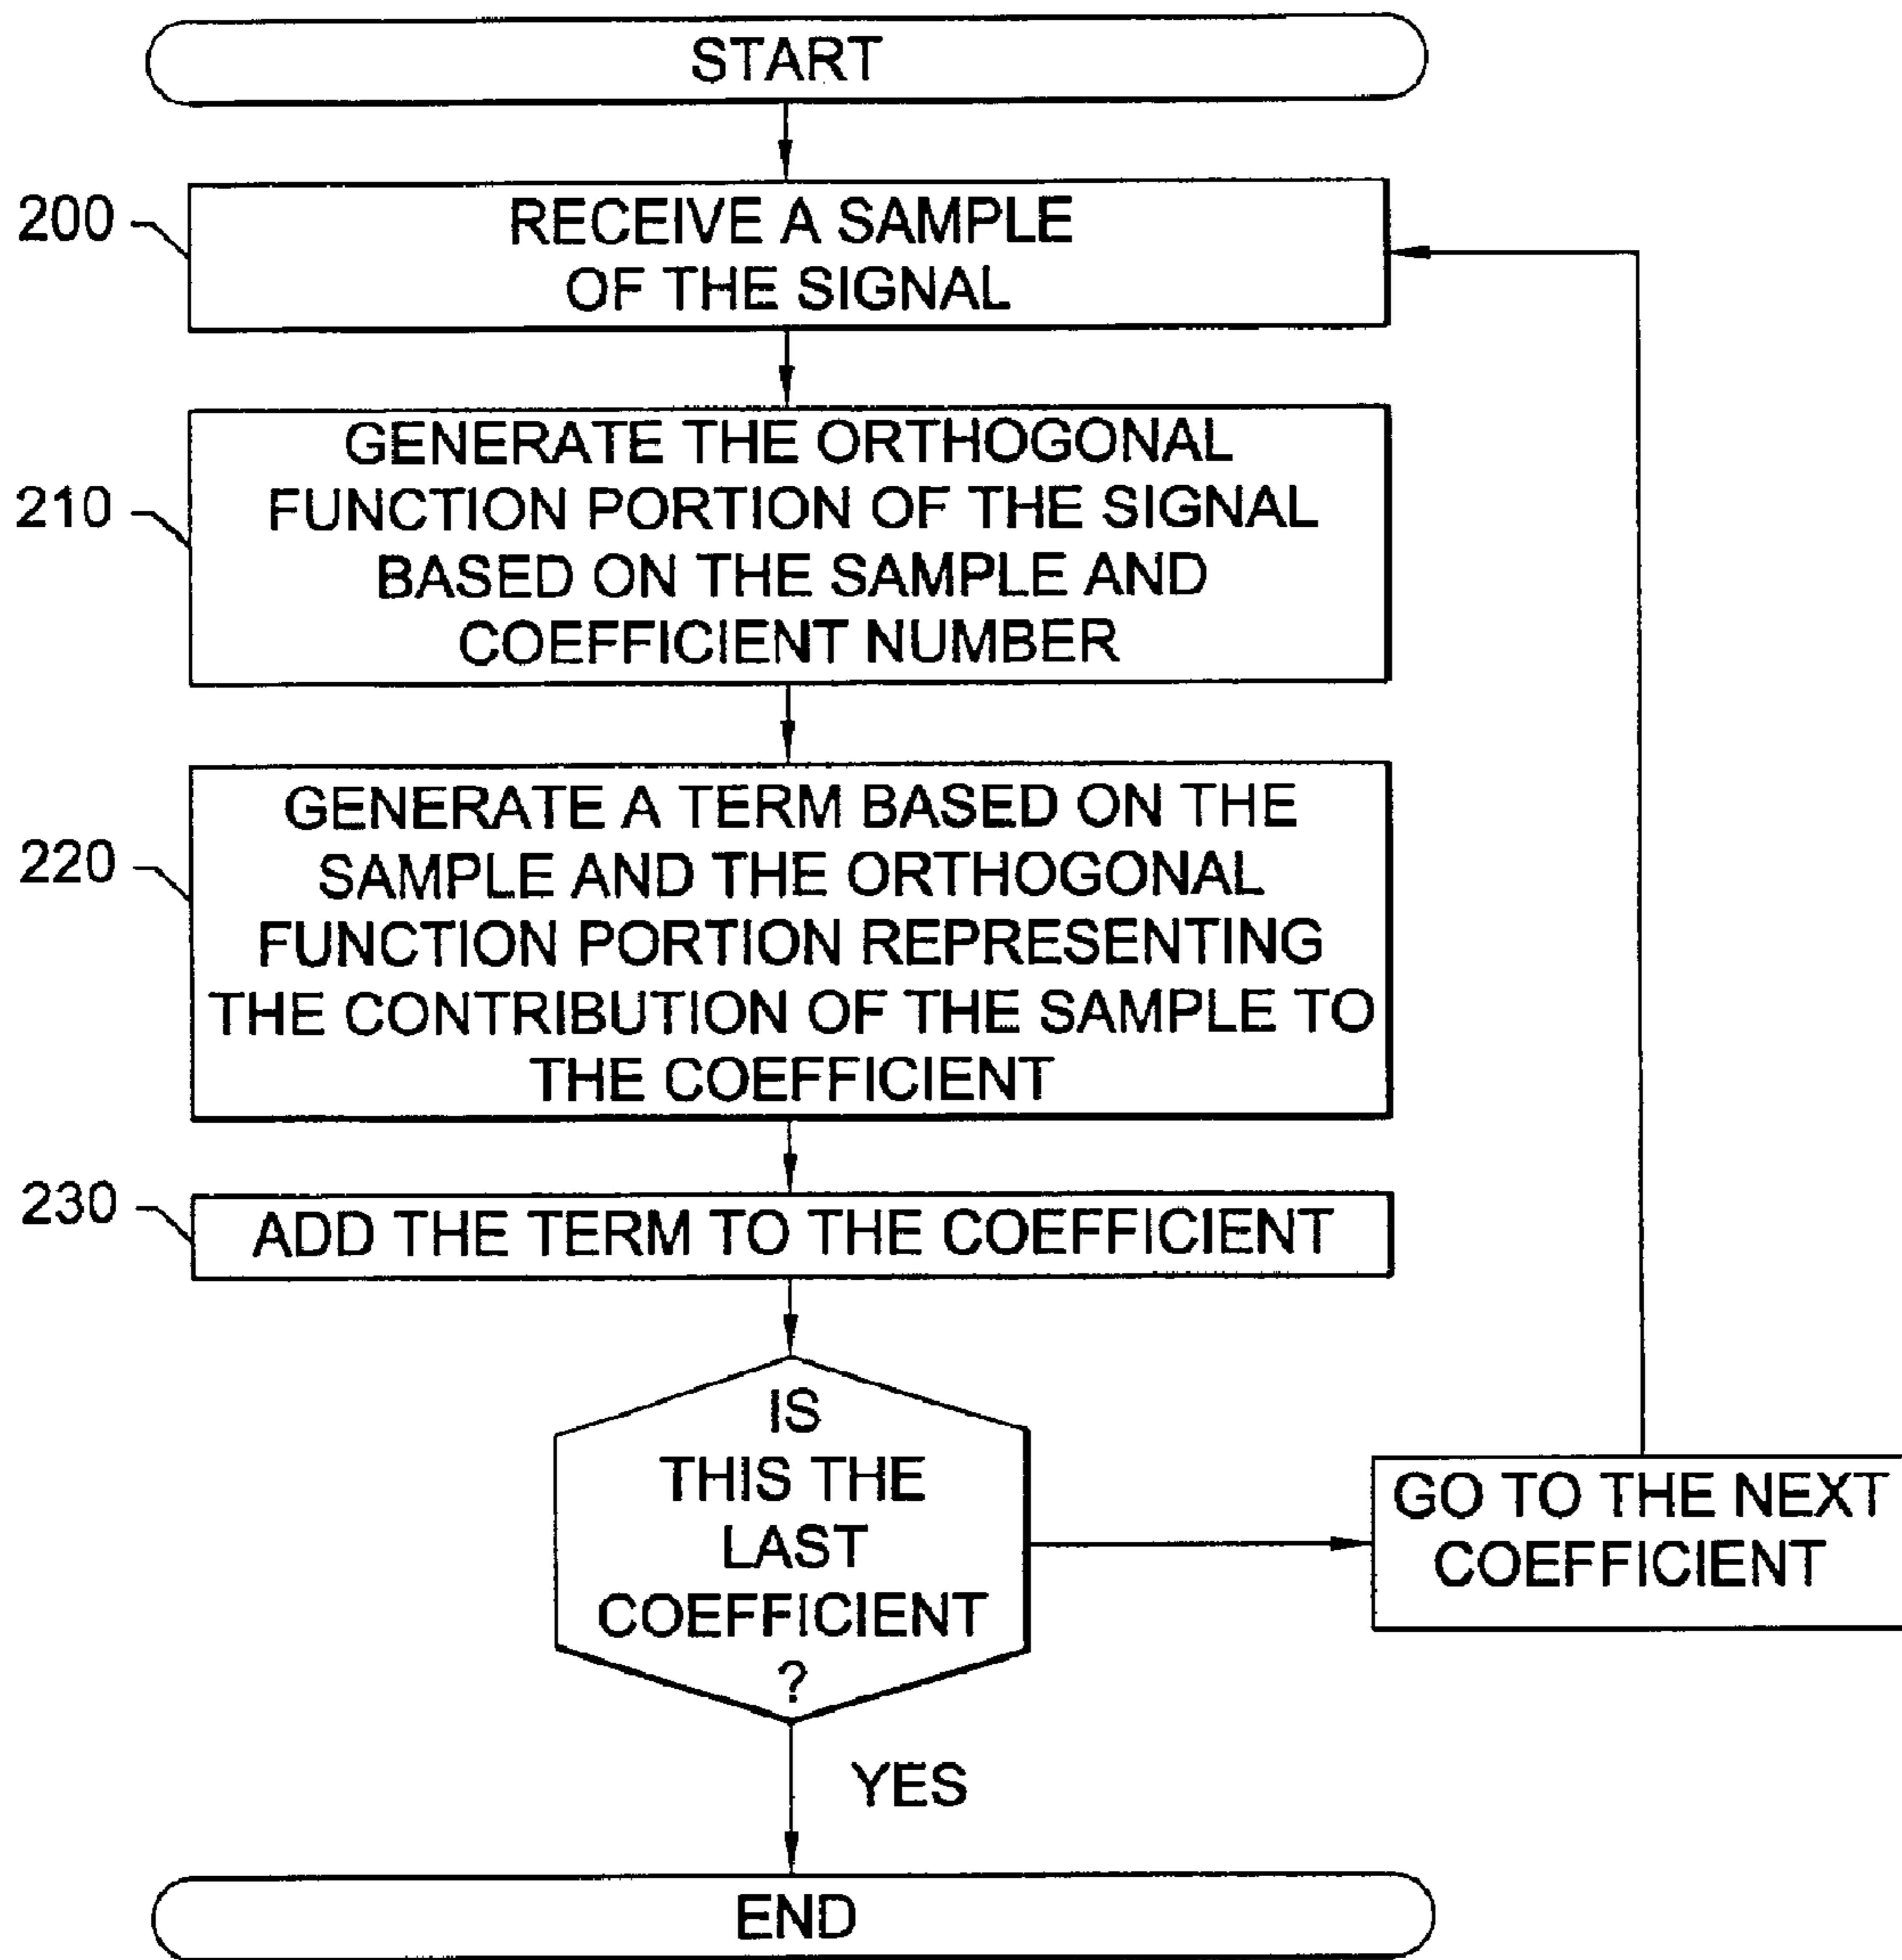 START
200
RECEIVE A SAMPLE
OF THE SIGNAL
210
GENERATE THE ORTHOGONAL
FUNCTION PORTION OF THE SIGNAL
BASED ON THE SAMPLE AND
COEFFICIENT NUMBER
220
GENERATE A TERM BASED ON THE
SAMPLE AND THE ORTHOGONAL
FUNCTION PORTION REPRESENTING
THE CONTRIBUTION OF THE SAMPLE TO
THE COEFFICIENT
230
ADD THE TERM TO THE COEFFICIENT
IS
THIS THE
LAST
COEFFICIENT
?
GO TO THE NEXT
COEFFICIENT
YES
END